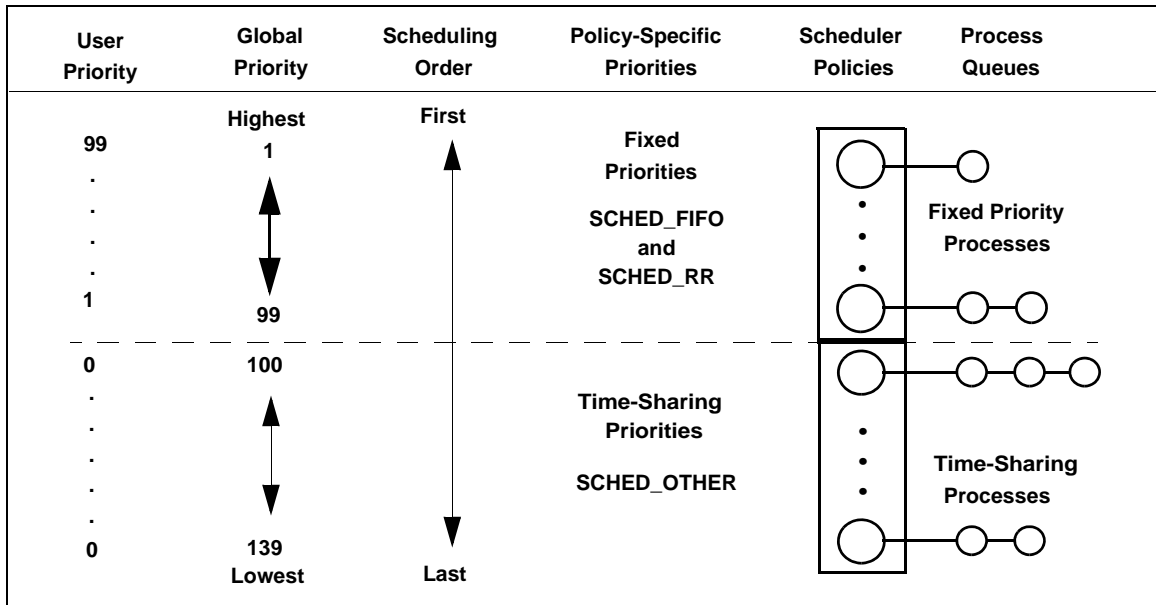 User Priority
Global Priority
Scheduling Order
Policy-Specific Priorities
Scheduler Policies
Process Queues
Highest
First
99
1
Fixed
Priorities
SCHED_FIFO
and
SCHED_RR
Fixed Priority
Processes
1
99
0
100
Time-Sharing
Priorities
SCHED_OTHER
Time-Sharing
Processes
0
139
Lowest
Last